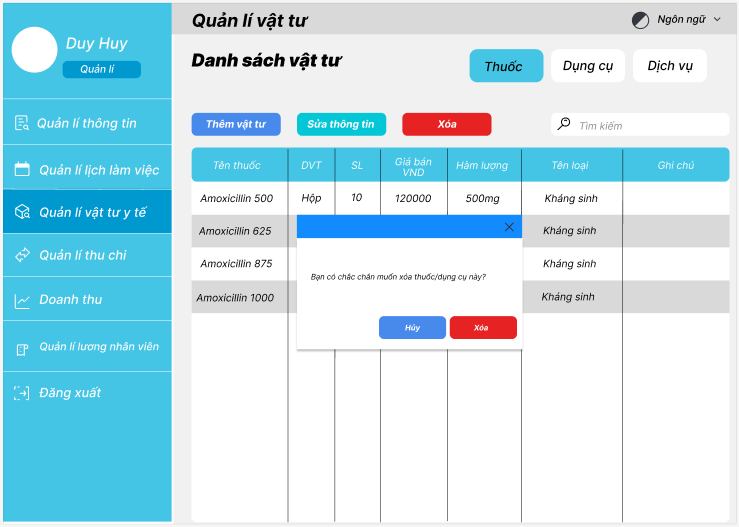 Duy Huy
Quản lí
Quản lí thông tin
Quản lí lịch làm việc
Quản lí vật tư y tế
Quản lí thu chi
Doanh thu
Quản lí lương nhân viên
Đăng xuất
Quản lí vật tư
Ngôn ngữ
Danh sách vật tư
Thuốc
Dụng cụ
Dịch vụ
Thêm vật tư
Sửa thông tin
Xóa
Tìm kiếm
Tên thuốc DVT SL Giá bán VND Hàm lượng Tên loại Ghi chú
Amoxicillin 500 Hộp 10 120000 500mg Kháng sinh
Amoxicillin 625 Kháng sinh
Amoxicillin 875 Kháng sinh
Amoxicillin 1000 Kháng sinh
Bạn có chắc chắn muốn xóa thuốc/dụng cụ này?
Hủy
Xóa